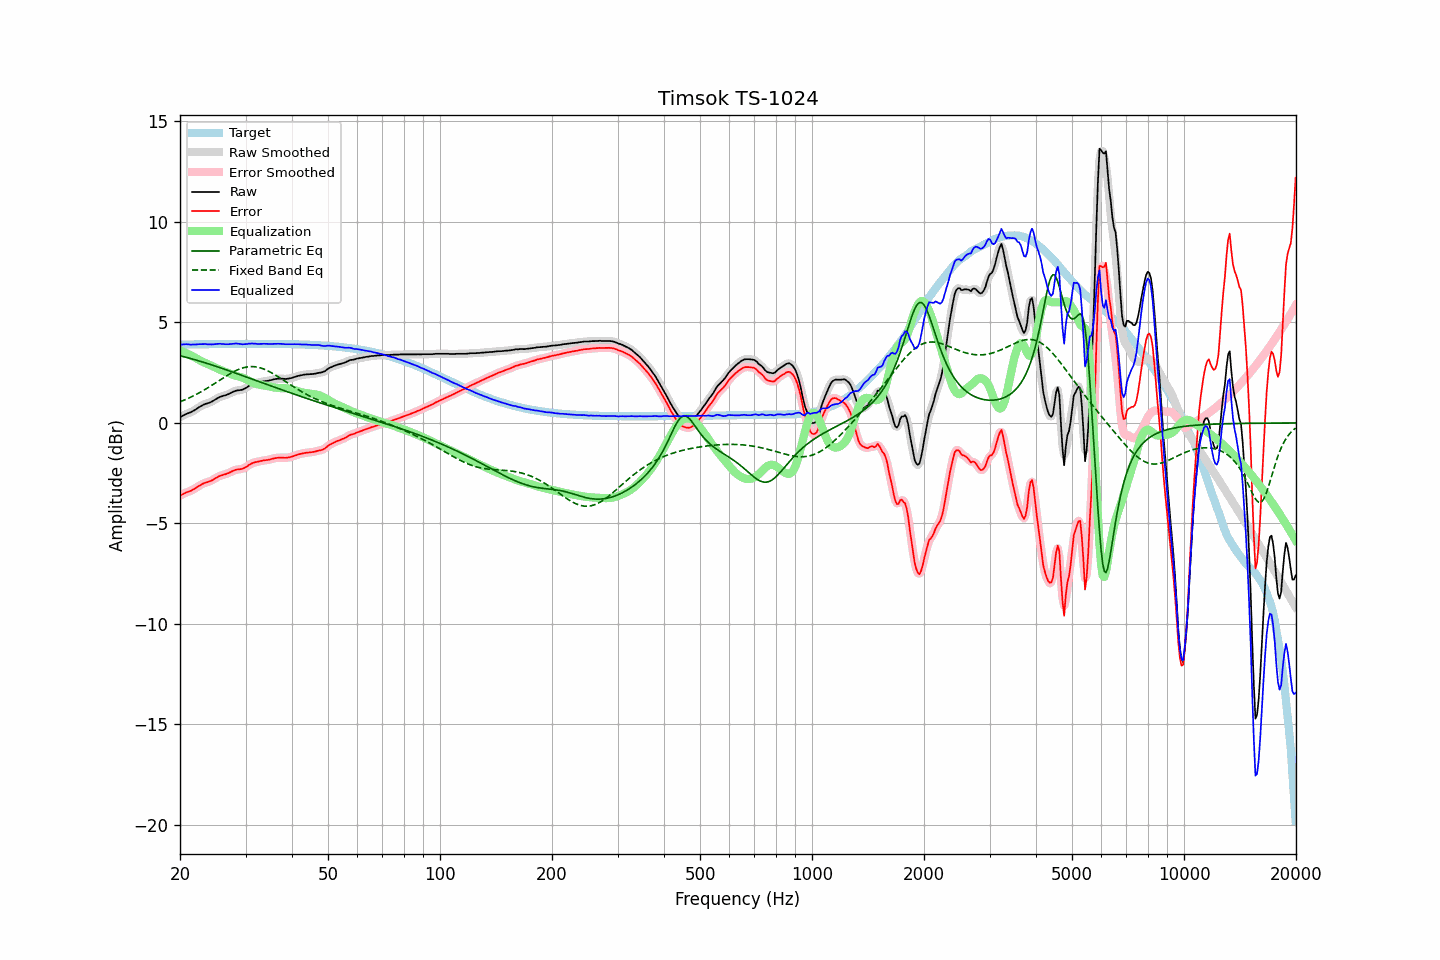 Timsok TS-1024
Amplitude (dBr)
15
10
5
0
−5
−10
−15
−20
Target
Raw Smoothed
Error Smoothed
Raw
Error
Equalization
Parametric Eq
Fixed Band Eq
Equalized
20 50 100 200 500 1000 2000 5000 10000 20000
Frequency (Hz)